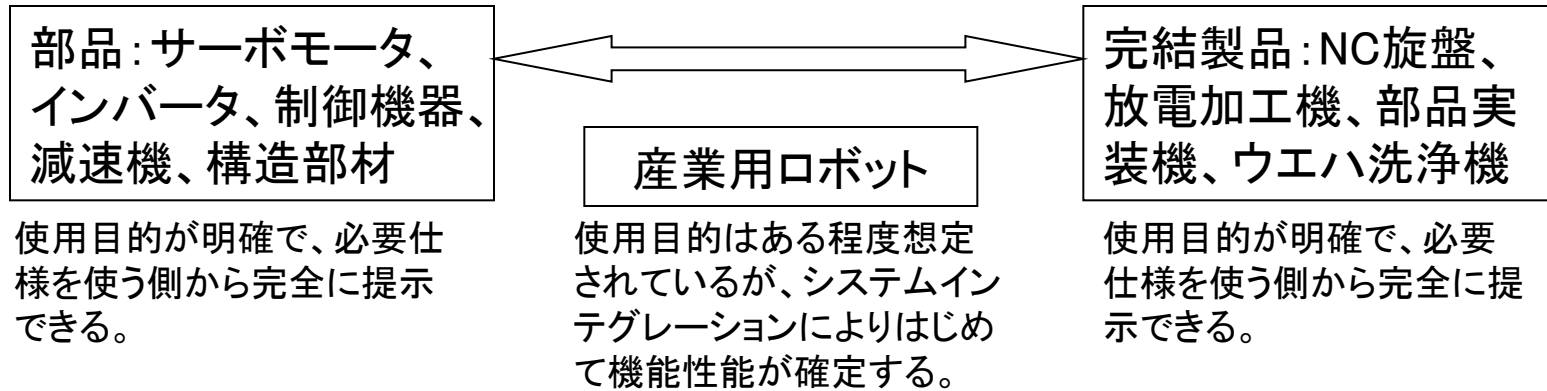 部品：サーボモータ、
インバータ、制御機器、
減速機、構造部材
使用目的が明確で、必要仕
様を使う側から完全に提示
できる。
産業用ロボット
使用目的はある程度想定
されているが、システムイン
テグレーションによりはじめ
て機能性能が確定する。
完結製品：NC旋盤、
放電加工機、部品実
装機、ウエハ洗浄機
使用目的が明確で、必要
仕様を使う側から完全に提
示できる。